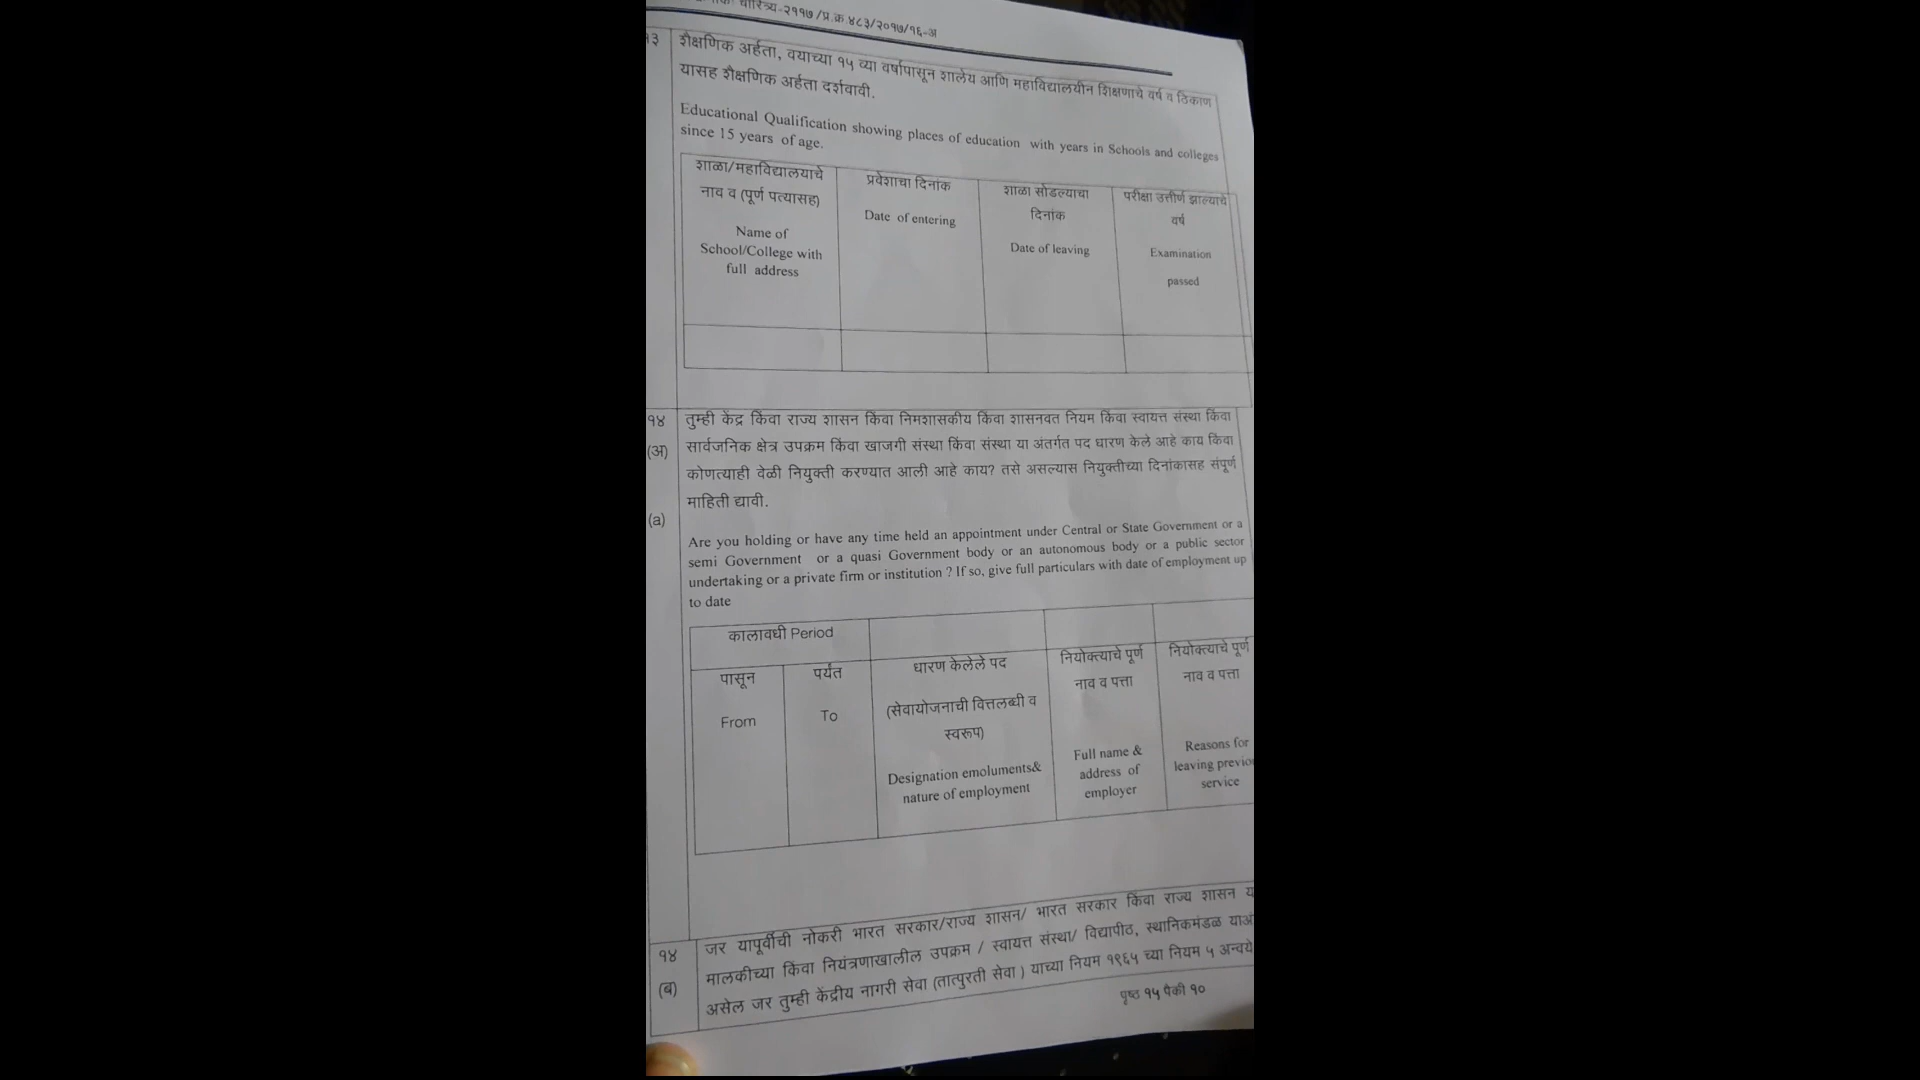 चारित्र्य-२११७/प्र.क्र.४८३/२०१७/१६-अ
१३
शैक्षणिक अर्हता, वयाच्या १५ व्या वर्षापासून शालेय आणि महाविद्यालयीन शिक्षणाचे वर्ष व ठिकाण
यासह शैक्षणिक अर्हता दर्शवावी.
Educational Qualification showing places of education with years in Schools and colleges
since 15 years of age.
शाळा/महाविद्यालयाचे
नाव व (पूर्ण पत्यासह)
Name of
School/College with
full address
प्रवेशाचा दिनांक
Date of entering
शाळा सोडल्याचा
दिनांक
Date of leaving
परीक्षा उत्तीर्ण झाल्याचे
वर्ष
Examination
passed
१४
(अ)
तुम्ही केंद्र किंवा राज्य शासन किंवा निमशासकीय किंवा शासनवत नियम किंवा स्वायत्त संस्था किंवा
सार्वजनिक क्षेत्र उपक्रम किंवा खाजगी संस्था किंवा संस्था या अंतर्गत पद धारण केले आहे काय किंवा
कोणत्याही वेळी नियुक्ती करण्यात आली आहे काय? तसे असल्यास नियुक्तीच्या दिनांकासह संपूर्ण
माहिती द्यावी.
(a)
Are you holding or have any time held an appointment under Central or State Government or a
semi Government or a quasi Government body or an autonomous body or a public sector
undertaking or a private firm or institution ? If so, give full particulars with date of employment up
to date
कालावधी Period
पासून
From
पर्यंत
To
धारण केलेले पद
(सेवायोजनाची वित्तलब्धी व
स्वरूप)
Designation emoluments&
nature of employment
नियोक्त्याचे पूर्ण
नाव व पत्ता
Full name &
address of
employer
नियोक्त्याचे पूर्ण
नाव व पत्ता
Reasons for
leaving
service
१४
(ब)
जर यापूर्वीची नोकरी भारत सरकार/राज्य शासन/ भारत सरकार किंवा राज्य शासन
मालकीच्या किंवा नियंत्रणाखालील उपक्रम / स्वायत्त संस्था/ विद्यापीठ, स्थानिकमंडळ
असेल जर तुम्ही केंद्रीय नागरी सेवा (तात्पुरती सेवा ) याच्या नियम १९६५ च्या नियम ५ अन्वये
पृष्ठ १५ पैकी १०